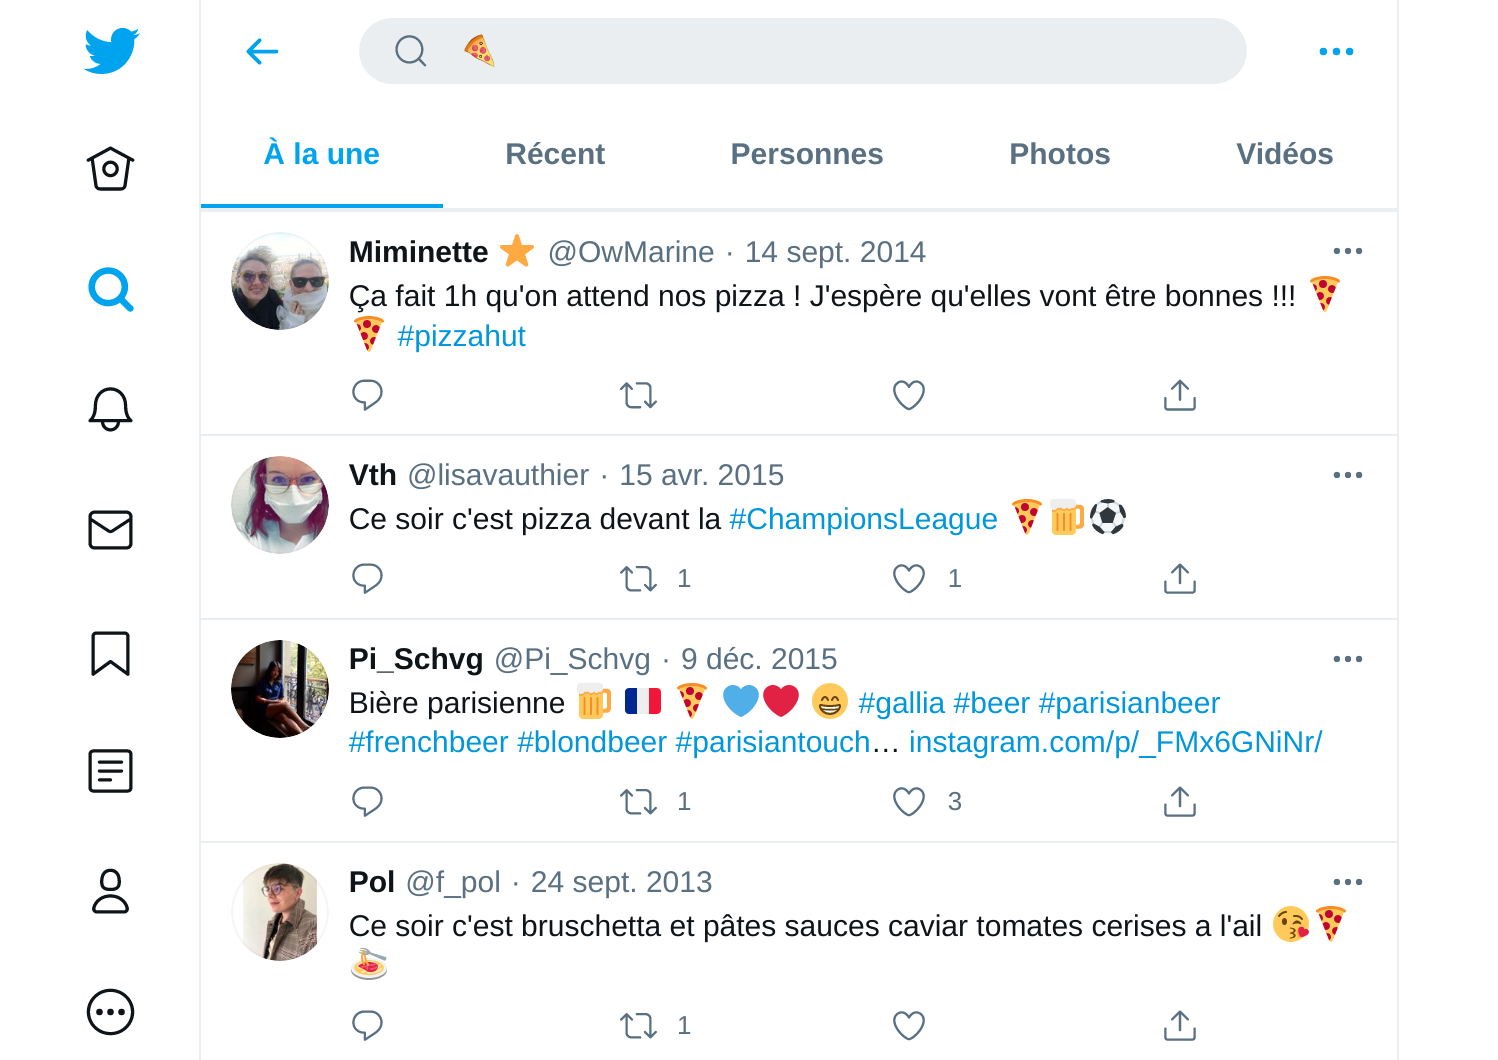 🍕
À la une Récent Personnes Photos Vidéos
Miminette ⭐ @OwMarine · 14 sept. 2014
Ça fait 1h qu'on attend nos pizza ! J'espère qu'elles vont être bonnes !!! 🍕
🍕 #pizzahut
Vth @lisavauthier · 15 avr. 2015
Ce soir c'est pizza devant la #ChampionsLeague 🍕🍺⚽
1 1
Pi_Schvg @Pi_Schvg · 9 déc. 2015
Bière parisienne 🍺 🇫🇷 🍕 💙❤️ 😁 #gallia #beer #parisianbeer
#frenchbeer #blondbeer #parisiantouch… instagram.com/p/_FMx6GNiNr/
1 3
Pol @f_pol · 24 sept. 2013
Ce soir c'est bruschetta et pâtes sauces caviar tomates cerises a l'ail 😘🍕
🍝
1